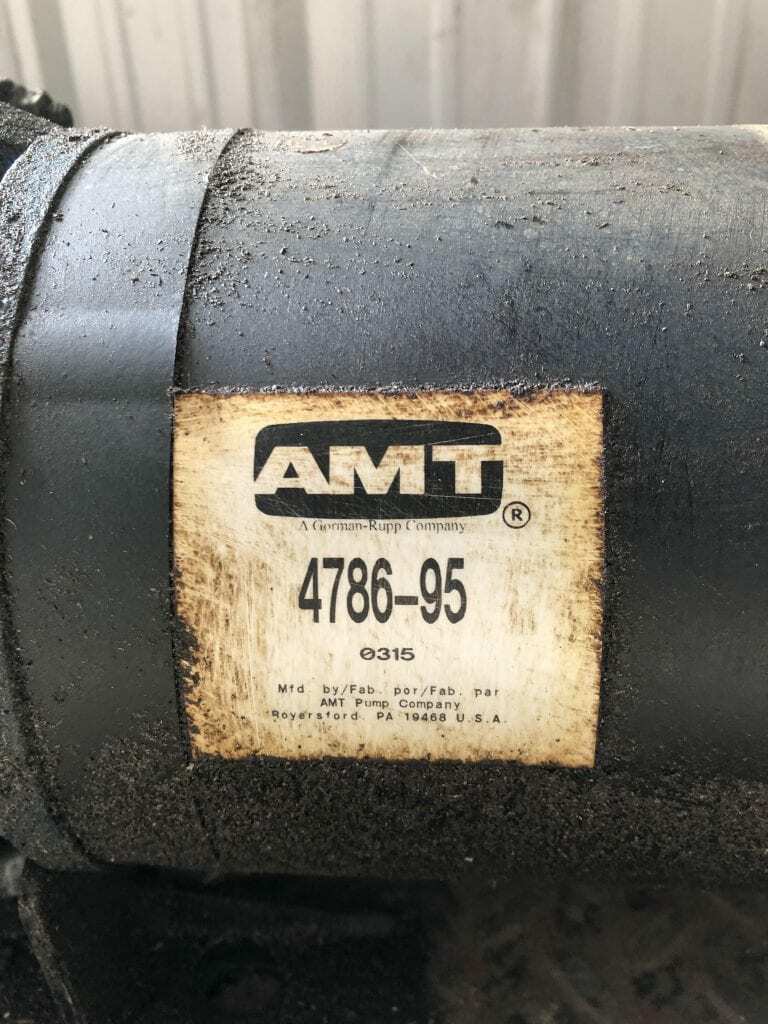 AMT ®
A Gorman-Rupp Company
4786-95
0315
Mfd by/Fab. por/Fab. par
AMT Pump Company
Royersford, PA 19468 U.S.A.